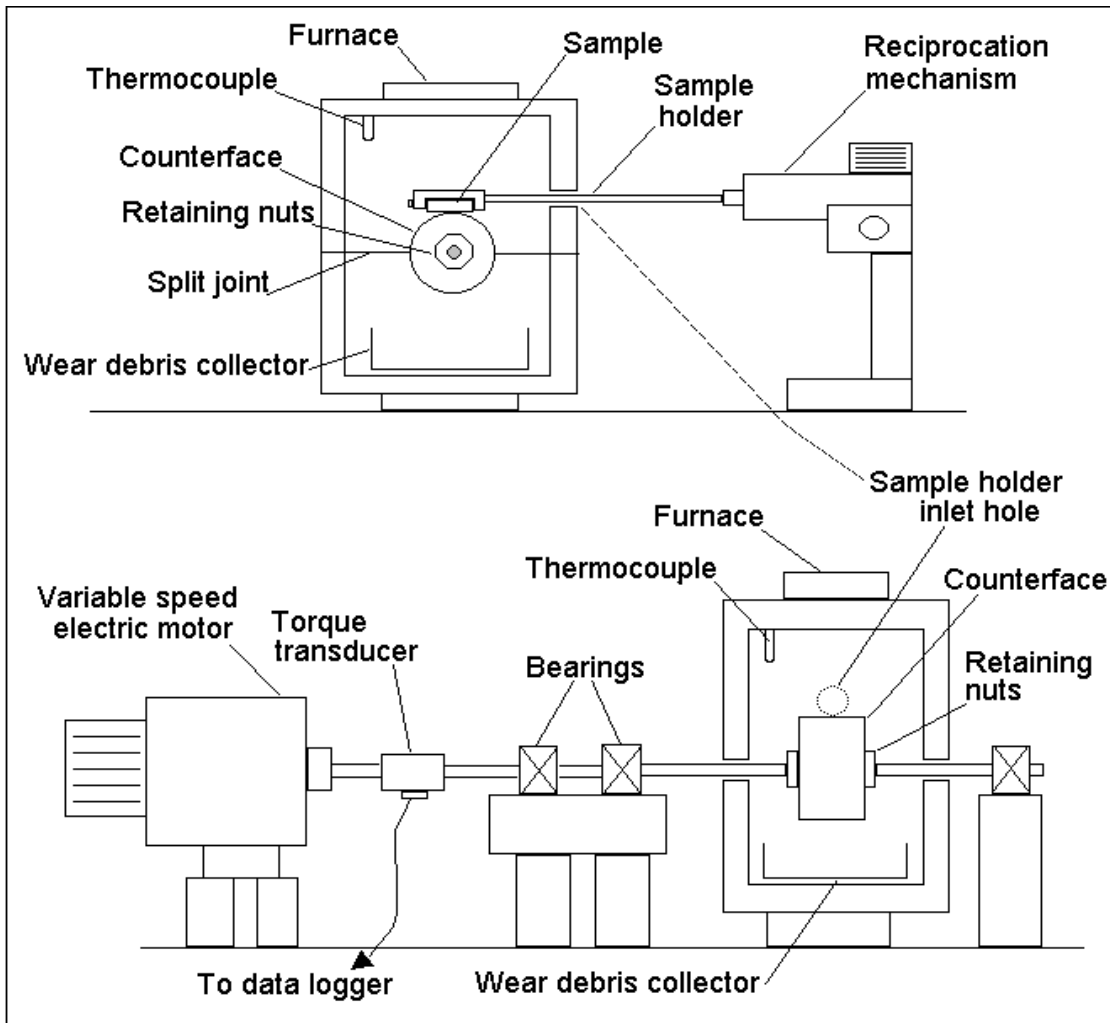 Furnace
Sample
Thermocouple
Sample
holder
Reciprocation
mechanism
Counterface
Retaining nuts
Split joint
Wear debris collector
Sample holder
inlet hole
Furnace
Thermocouple
Counterface
Variable speed
electric motor
Torque
transducer
Bearings
Retaining
nuts
To data logger
Wear debris collector